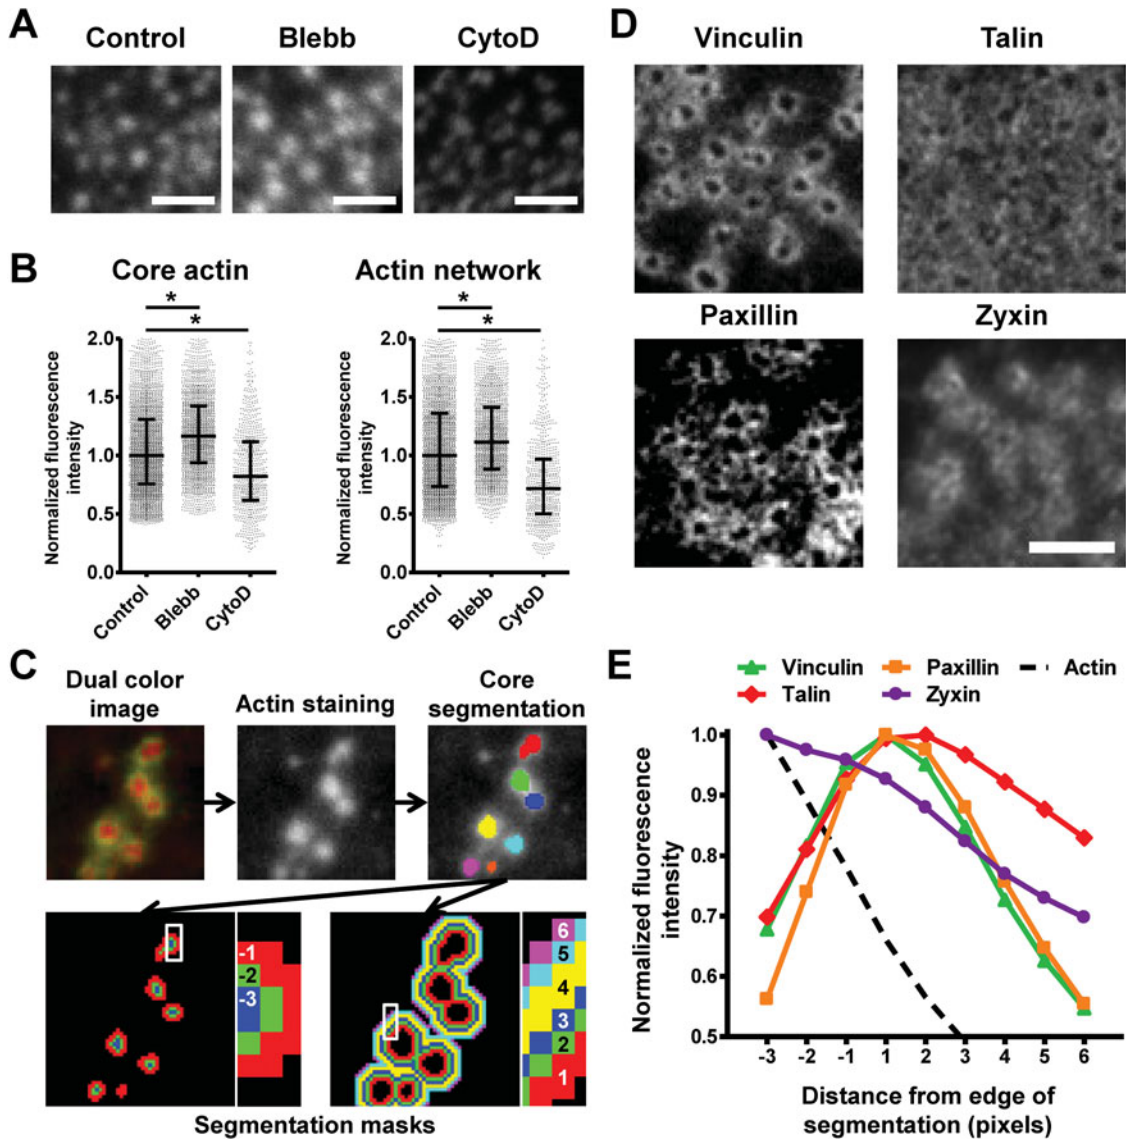 A
Control Blebb CytoD
B
Core actin
Actin network
* *
* *
Normalized fluorescence
intensity
2.0
1.5
1.0
0.5
0.0
Control Blebb CytoD
Normalized fluorescence
intensity
2.0
1.5
1.0
0.5
0.0
Control Blebb CytoD
C
Dual color
image
Actin staining
Core
segmentation
-1
-2
-3
6
5
4
3
2
1
Segmentation masks
D
Vinculin Talin
Paxillin Zyxin
E
Vinculin Paxillin Actin
Talin Zyxin
Normalized fluorescence
intensity
1.0
0.9
0.8
0.7
0.6
0.5
-3 -2 -1 1 2 3 4 5 6
Distance from edge of
segmentation (pixels)